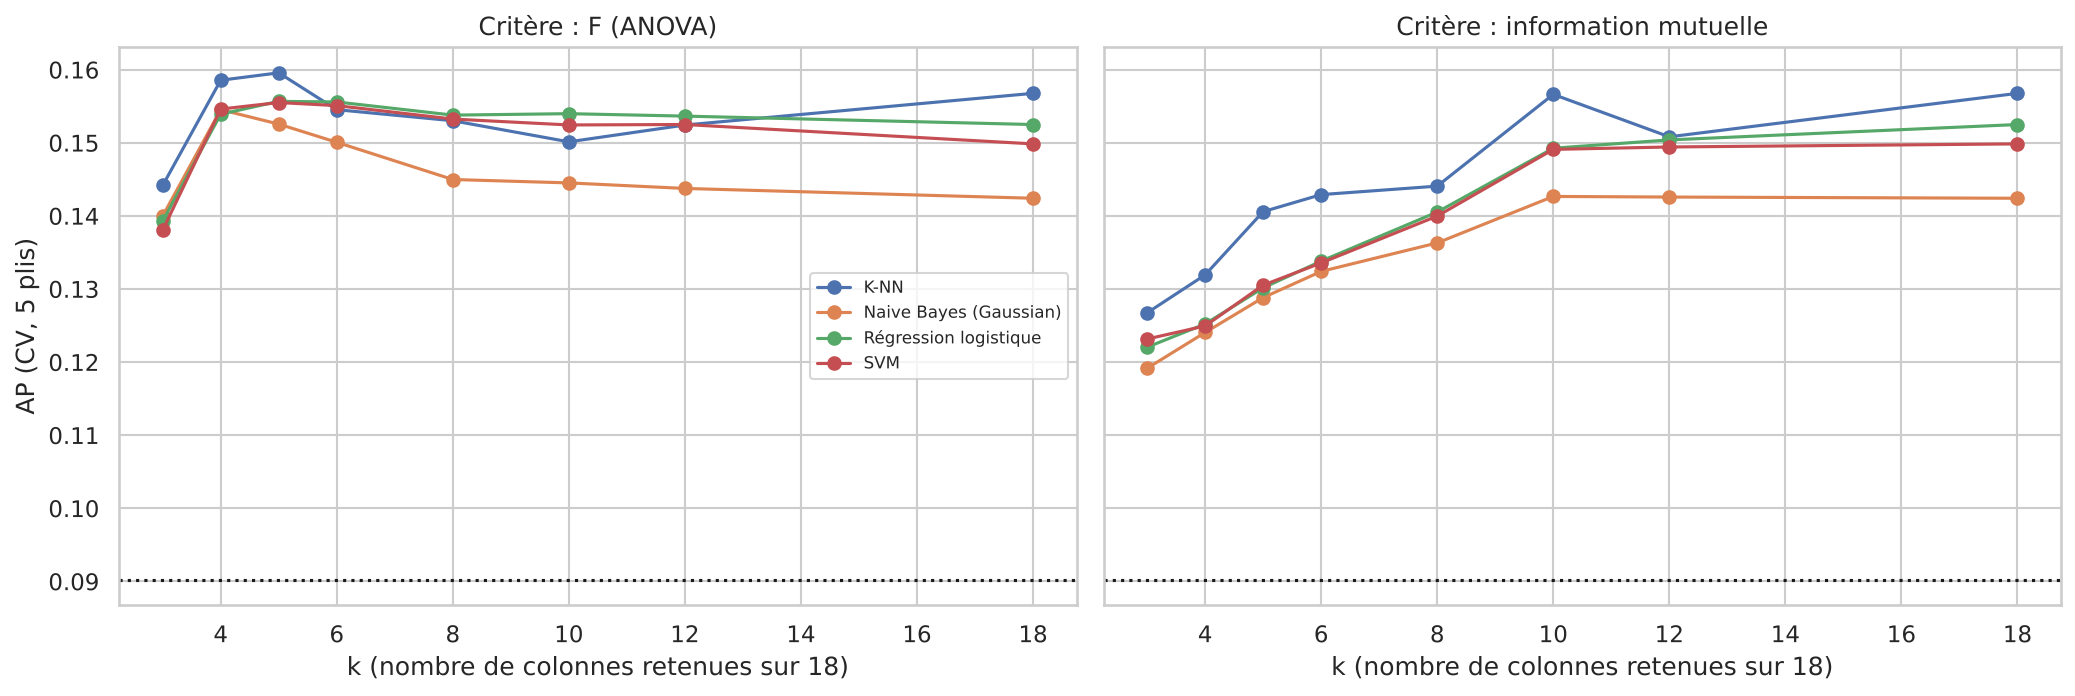 Critère : F (ANOVA)
Critère : information mutuelle
AP (CV, 5 plis)
0.16
0.15
0.14
0.13
0.12
0.11
0.10
0.09
K-NN
Naive Bayes (Gaussian)
Régression logistique
SVM
4 6 8 10 12 14 16 18
4 6 8 10 12 14 16 18
k (nombre de colonnes retenues sur 18)
k (nombre de colonnes retenues sur 18)